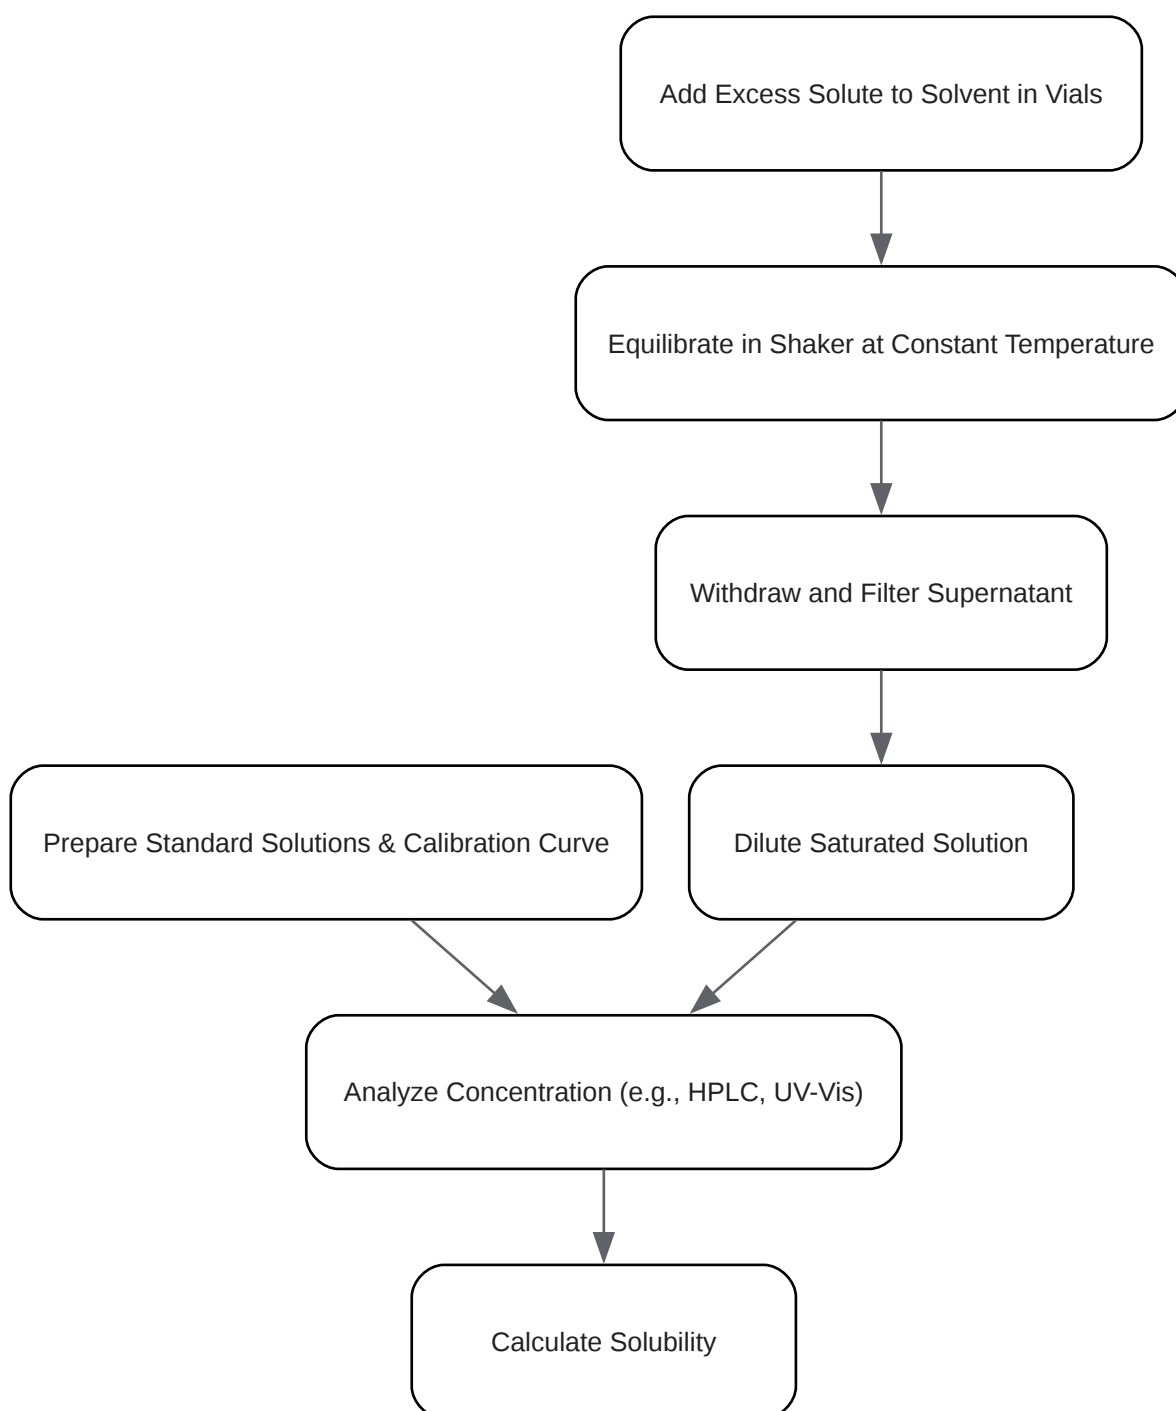 Add Excess Solute to Solvent in Vials
Equilibrate in Shaker at Constant Temperature
Withdraw and Filter Supernatant
Prepare Standard Solutions & Calibration Curve
Dilute Saturated Solution
Analyze Concentration (e.g., HPLC, UV-Vis)
Calculate Solubility